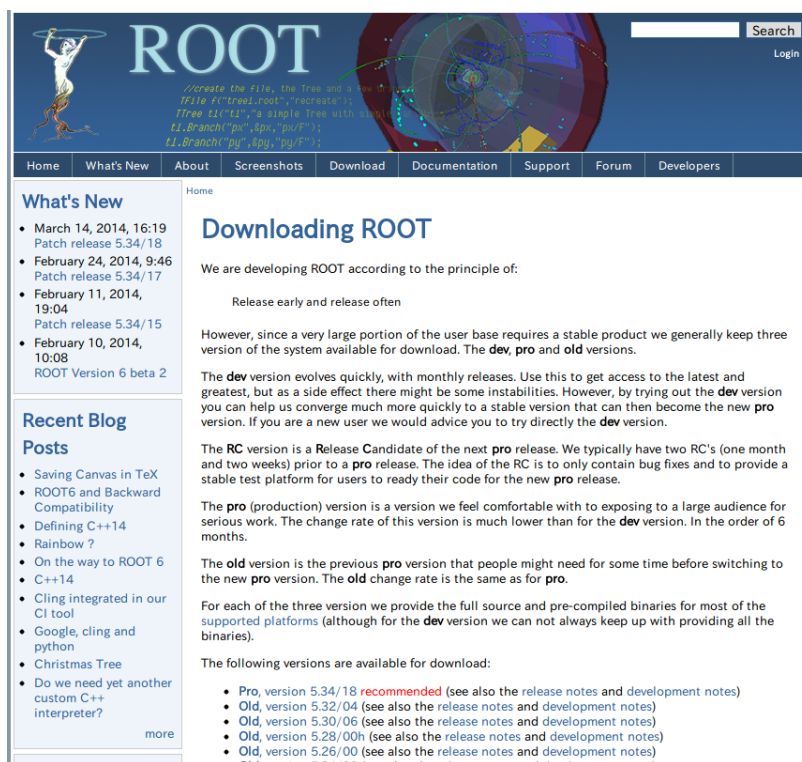 ROOT
Search
Login
//create the file, the Tree and a few br
TFile f("tree1.root","recreate");
TTree t1("t1","a simple Tree with simple
t1.Branch("px",&px,"px/F");
t1.Branch("py",&py,"py/F");
Home What's New About Screenshots Download Documentation Support Forum Developers
What's New
March 14, 2014, 16:19
Patch release 5.34/18
February 24, 2014, 9:46
Patch release 5.34/17
February 11, 2014,
19:04
Patch release 5.34/15
February 10, 2014,
10:08
ROOT Version 6 beta 2
Recent Blog
Posts
Saving Canvas in TeX
ROOT6 and Backward
Compatibility
Defining C++14
Rainbow ?
On the way to ROOT 6
C++14
Cling integrated in our
CI tool
Google, cling and
python
Christmas Tree
Do we need yet another
custom C++
interpreter?
more
Home
Downloading ROOT
We are developing ROOT according to the principle of:
Release early and release often
However, since a very large portion of the user base requires a stable product we generally keep three
version of the system available for download. The dev, pro and old versions.
The dev version evolves quickly, with monthly releases. Use this to get access to the latest and
greatest, but as a side effect there might be some instabilities. However, by trying out the dev version
you can help us converge much more quickly to a stable version that can then become the new pro
version. If you are a new user we would advice you to try directly the dev version.
The RC version is a Release Candidate of the next pro release. We typically have two RC's (one month
and two weeks) prior to a pro release. The idea of the RC is to only contain bug fixes and to provide a
stable test platform for users to ready their code for the new pro release.
The pro (production) version is a version we feel comfortable with to exposing to a large audience for
serious work. The change rate of this version is much lower than for the dev version. In the order of 6
months.
The old version is the previous pro version that people might need for some time before switching to
the new pro version. The old change rate is the same as for pro.
For each of the three version we provide the full source and pre-compiled binaries for most of the
supported platforms (although for the dev version we can not always keep up with providing all the
binaries).
The following versions are available for download:
Pro, version 5.34/18 recommended (see also the release notes and development notes)
Old, version 5.32/04 (see also the release notes and development notes)
Old, version 5.30/06 (see also the release notes and development notes)
Old, version 5.28/00h (see also the release notes and development notes)
Old, version 5.26/00 (see also the release notes and development notes)